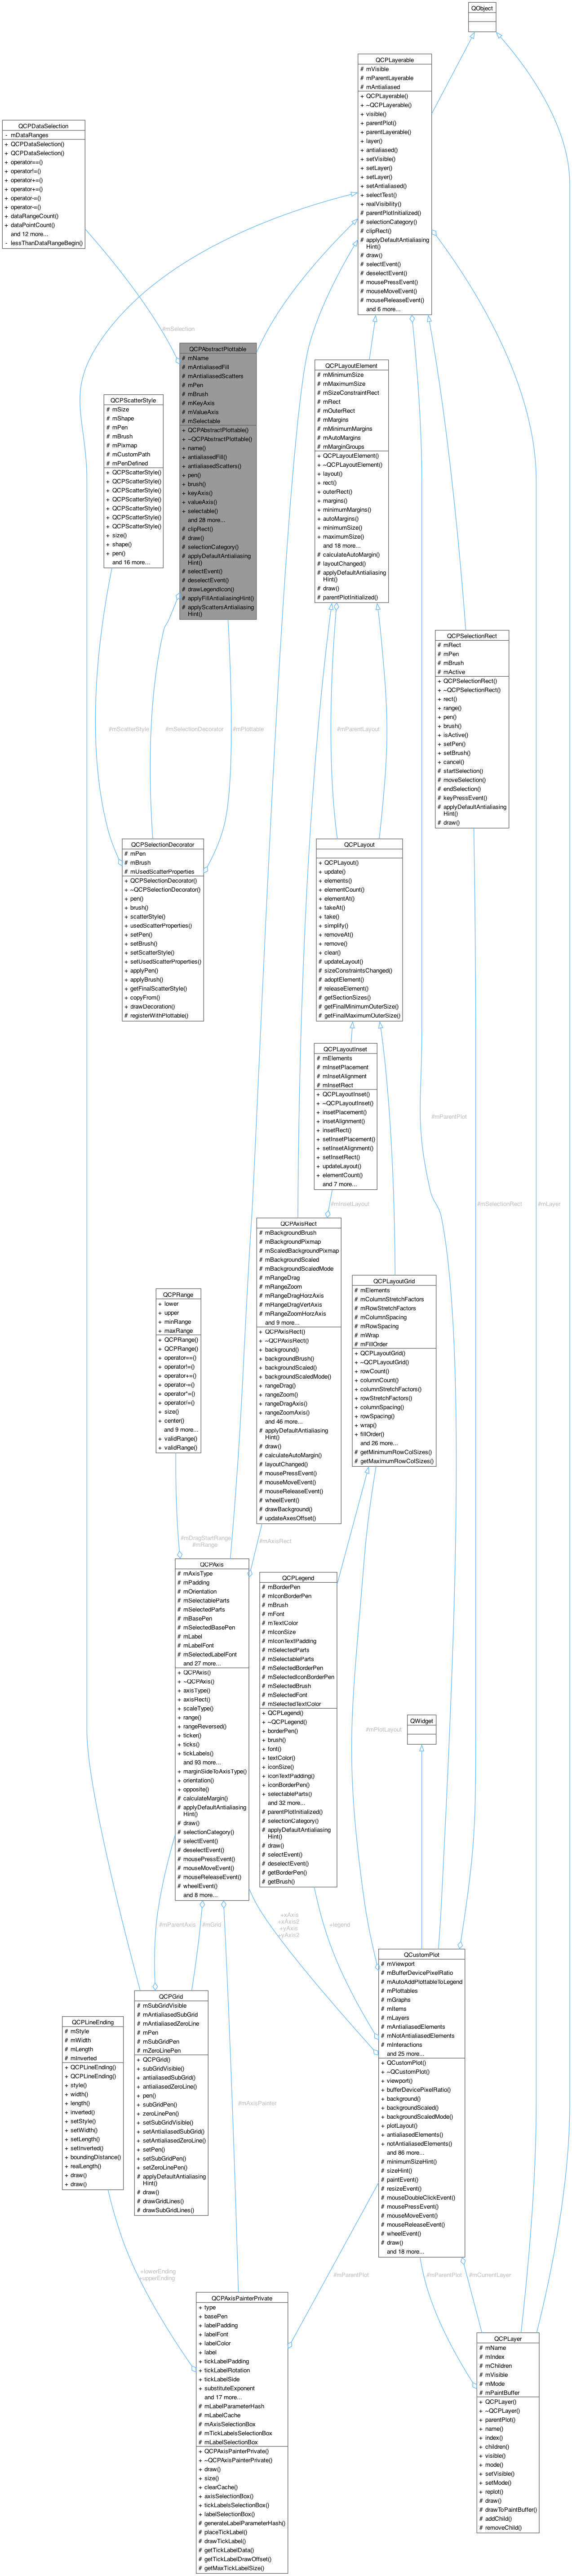 QObject
QCPLayerable
# mVisible
# mParentLayerable
# mAntialiased
+ QCPLayerable()
+ ~QCPLayerable()
+ visible()
+ parentPlot()
+ parentLayerable()
+ layer()
+ antialiased()
+ setVisible()
+ setLayer()
+ setLayer()
+ setAntialiased()
+ selectTest()
+ realVisibility()
# parentPlotInitialized()
# selectionCategory()
# clipRect()
# applyDefaultAntialiasing
Hint()
# draw()
# selectEvent()
# deselectEvent()
# mousePressEvent()
# mouseMoveEvent()
# mouseReleaseEvent()
and 6 more...
QCPDataSelection
- mDataRanges
+ QCPDataSelection()
+ QCPDataSelection()
+ operator==()
+ operator!=()
+ operator+=()
+ operator+=()
+ operator-=()
+ operator-=()
+ dataRangeCount()
+ dataPointCount()
and 12 more...
- lessThanDataRangeBegin()
#mSelection
QCPAbstractPlottable
# mName
# mAntialiasedFill
# mAntialiasedScatters
# mPen
# mBrush
# mKeyAxis
# mValueAxis
# mSelectable
+ QCPAbstractPlottable()
+ ~QCPAbstractPlottable()
+ name()
+ antialiasedFill()
+ antialiasedScatters()
+ pen()
+ brush()
+ keyAxis()
+ valueAxis()
+ selectable()
and 28 more...
# clipRect()
# draw()
# selectionCategory()
# applyDefaultAntialiasing
Hint()
# selectEvent()
# deselectEvent()
# drawLegendIcon()
# applyFillAntialiasingHint()
# applyScattersAntialiasing
Hint()
QCPLayoutElement
# mMinimumSize
# mMaximumSize
# mSizeConstraintRect
# mRect
# mOuterRect
# mMargins
# mMinimumMargins
# mAutoMargins
# mMarginGroups
+ QCPLayoutElement()
+ ~QCPLayoutElement()
+ layout()
+ rect()
+ outerRect()
+ margins()
+ minimumMargins()
+ autoMargins()
+ minimumSize()
+ maximumSize()
and 18 more...
# calculateAutoMargin()
# layoutChanged()
# applyDefaultAntialiasing
Hint()
# draw()
# parentPlotInitialized()
QCPScatterStyle
# mSize
# mShape
# mPen
# mBrush
# mPixmap
# mCustomPath
# mPenDefined
+ QCPScatterStyle()
+ QCPScatterStyle()
+ QCPScatterStyle()
+ QCPScatterStyle()
+ QCPScatterStyle()
+ QCPScatterStyle()
+ QCPScatterStyle()
+ size()
+ shape()
+ pen()
and 16 more...
QCPSelectionRect
# mRect
# mPen
# mBrush
# mActive
+ QCPSelectionRect()
+ ~QCPSelectionRect()
+ rect()
+ range()
+ pen()
+ brush()
+ isActive()
+ setPen()
+ setBrush()
+ cancel()
# startSelection()
# moveSelection()
# endSelection()
# keyPressEvent()
# applyDefaultAntialiasing
Hint()
# draw()
#mScatterStyle
#mSelectionDecorator
#mPlottable
#mParentLayout
QCPSelectionDecorator
# mPen
# mBrush
# mUsedScatterProperties
+ QCPSelectionDecorator()
+ ~QCPSelectionDecorator()
+ pen()
+ brush()
+ scatterStyle()
+ usedScatterProperties()
+ setPen()
+ setBrush()
+ setScatterStyle()
+ setUsedScatterProperties()
+ applyPen()
+ applyBrush()
+ getFinalScatterStyle()
+ copyFrom()
+ drawDecoration()
# registerWithPlottable()
QCPLayout
+ QCPLayout()
+ update()
+ elements()
+ elementCount()
+ elementAt()
+ takeAt()
+ take()
+ simplify()
+ removeAt()
+ remove()
+ clear()
# updateLayout()
# sizeConstraintsChanged()
# adoptElement()
# releaseElement()
# getSectionSizes()
# getFinalMinimumOuterSize()
# getFinalMaximumOuterSize()
QCPLayoutInset
# mElements
# mInsetPlacement
# mInsetAlignment
# mInsetRect
+ QCPLayoutInset()
+ ~QCPLayoutInset()
+ insetPlacement()
+ insetAlignment()
+ insetRect()
+ setInsetPlacement()
+ setInsetAlignment()
+ setInsetRect()
+ updateLayout()
+ elementCount()
and 7 more...
#mParentPlot
#mInsetLayout
#mSelectionRect
#mLayer
QCPAxisRect
# mBackgroundBrush
# mBackgroundPixmap
# mScaledBackgroundPixmap
# mBackgroundScaled
# mBackgroundScaledMode
# mRangeDrag
# mRangeZoom
# mRangeDragHorzAxis
# mRangeDragVertAxis
# mRangeZoomHorzAxis
and 9 more...
+ QCPAxisRect()
+ ~QCPAxisRect()
+ background()
+ backgroundBrush()
+ backgroundScaled()
+ backgroundScaledMode()
+ rangeDrag()
+ rangeZoom()
+ rangeDragAxis()
+ rangeZoomAxis()
and 46 more...
# applyDefaultAntialiasing
Hint()
# draw()
# calculateAutoMargin()
# layoutChanged()
# mousePressEvent()
# mouseMoveEvent()
# mouseReleaseEvent()
# wheelEvent()
# drawBackground()
# updateAxesOffset()
QCPLayoutGrid
# mElements
# mColumnStretchFactors
# mRowStretchFactors
# mColumnSpacing
# mRowSpacing
# mWrap
# mFillOrder
+ QCPLayoutGrid()
+ ~QCPLayoutGrid()
+ rowCount()
+ columnCount()
+ columnStretchFactors()
+ rowStretchFactors()
+ columnSpacing()
+ rowSpacing()
+ wrap()
+ fillOrder()
and 26 more...
# getMinimumRowColSizes()
# getMaximumRowColSizes()
QCPRange
+ lower
+ upper
+ minRange
+ maxRange
+ QCPRange()
+ QCPRange()
+ operator==()
+ operator!=()
+ operator+=()
+ operator-=()
+ operator*=()
+ operator/=()
+ size()
+ center()
and 9 more...
+ validRange()
+ validRange()
#mDragStartRange
#mRange
#mAxisRect
QCPAxis
# mAxisType
# mPadding
# mOrientation
# mSelectableParts
# mSelectedParts
# mBasePen
# mSelectedBasePen
# mLabel
# mLabelFont
# mSelectedLabelFont
and 27 more...
+ QCPAxis()
+ ~QCPAxis()
+ axisType()
+ axisRect()
+ scaleType()
+ range()
+ rangeReversed()
+ ticker()
+ ticks()
+ tickLabels()
and 93 more...
+ marginSideToAxisType()
+ orientation()
+ opposite()
# calculateMargin()
# applyDefaultAntialiasing
Hint()
# draw()
# selectionCategory()
# selectEvent()
# deselectEvent()
# mousePressEvent()
# mouseMoveEvent()
# mouseReleaseEvent()
# wheelEvent()
and 8 more...
QCPLegend
# mBorderPen
# mIconBorderPen
# mBrush
# mFont
# mTextColor
# mIconSize
# mIconTextPadding
# mSelectedParts
# mSelectableParts
# mSelectedBorderPen
# mSelectedIconBorderPen
# mSelectedBrush
# mSelectedFont
# mSelectedTextColor
+ QCPLegend()
+ ~QCPLegend()
+ borderPen()
+ brush()
+ font()
+ textColor()
+ iconSize()
+ iconTextPadding()
+ iconBorderPen()
+ selectableParts()
and 32 more...
# parentPlotInitialized()
# selectionCategory()
# applyDefaultAntialiasing
Hint()
# draw()
# selectEvent()
# deselectEvent()
# getBorderPen()
# getBrush()
#mPlotLayout
QWidget
#mParentAxis
#mGrid
+xAxis
+xAxis2
+yAxis
+yAxis2
+legend
QCustomPlot
# mViewport
# mBufferDevicePixelRatio
# mAutoAddPlottableToLegend
# mPlottables
# mGraphs
# mItems
# mLayers
# mAntialiasedElements
# mNotAntialiasedElements
# mInteractions
and 25 more...
+ QCustomPlot()
+ ~QCustomPlot()
+ viewport()
+ bufferDevicePixelRatio()
+ background()
+ backgroundScaled()
+ backgroundScaledMode()
+ plotLayout()
+ antialiasedElements()
+ notAntialiasedElements()
and 86 more...
# minimumSizeHint()
# sizeHint()
# paintEvent()
# resizeEvent()
# mouseDoubleClickEvent()
# mousePressEvent()
# mouseMoveEvent()
# mouseReleaseEvent()
# wheelEvent()
# draw()
and 18 more...
QCPGrid
# mSubGridVisible
# mAntialiasedSubGrid
# mAntialiasedZeroLine
# mPen
# mSubGridPen
# mZeroLinePen
+ QCPGrid()
+ subGridVisible()
+ antialiasedSubGrid()
+ antialiasedZeroLine()
+ pen()
+ subGridPen()
+ zeroLinePen()
+ setSubGridVisible()
+ setAntialiasedSubGrid()
+ setAntialiasedZeroLine()
+ setPen()
+ setSubGridPen()
+ setZeroLinePen()
# applyDefaultAntialiasing
Hint()
# draw()
# drawGridLines()
# drawSubGridLines()
QCPLineEnding
# mStyle
# mWidth
# mLength
# mInverted
+ QCPLineEnding()
+ QCPLineEnding()
+ style()
+ width()
+ length()
+ inverted()
+ setStyle()
+ setWidth()
+ setLength()
+ setInverted()
+ boundingDistance()
+ realLength()
+ draw()
+ draw()
#mAxisPainter
+lowerEnding
+upperEnding
#mParentPlot
#mParentPlot
#mCurrentLayer
QCPAxisPainterPrivate
+ type
+ basePen
+ labelPadding
+ labelFont
+ labelColor
+ label
+ tickLabelPadding
+ tickLabelRotation
+ tickLabelSide
+ substituteExponent
and 17 more...
# mLabelParameterHash
# mLabelCache
# mAxisSelectionBox
# mTickLabelsSelectionBox
# mLabelSelectionBox
+ QCPAxisPainterPrivate()
+ ~QCPAxisPainterPrivate()
+ draw()
+ size()
+ clearCache()
+ axisSelectionBox()
+ tickLabelsSelectionBox()
+ labelSelectionBox()
# generateLabelParameterHash()
# placeTickLabel()
# drawTickLabel()
# getTickLabelData()
# getTickLabelDrawOffset()
# getMaxTickLabelSize()
QCPLayer
# mName
# mIndex
# mChildren
# mVisible
# mMode
# mPaintBuffer
+ QCPLayer()
+ ~QCPLayer()
+ parentPlot()
+ name()
+ index()
+ children()
+ visible()
+ mode()
+ setVisible()
+ setMode()
+ replot()
# draw()
# drawToPaintBuffer()
# addChild()
# removeChild()